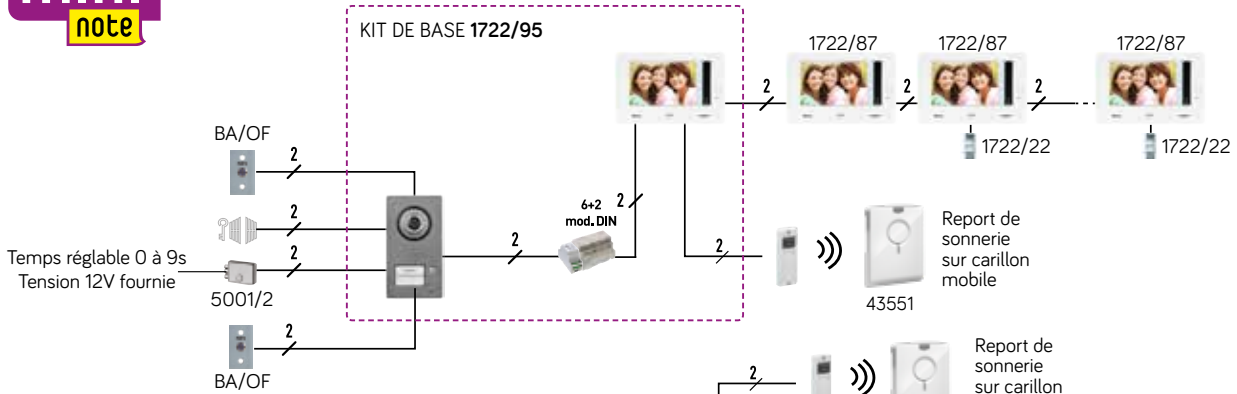 note
KIT DE BASE 1722/95
1722/87
1722/87
1722/87
2
2
2
1722/22
1722/22
BA/OF
2
2
6+2
mod. DIN
2
Temps réglable 0 à 9s
Tension 12V fournie
2
5001/2
2
2
Report de
sonnerie
sur carillon
mobile
43551
2
BA/OF
2
Report de
sonnerie
sur carillon